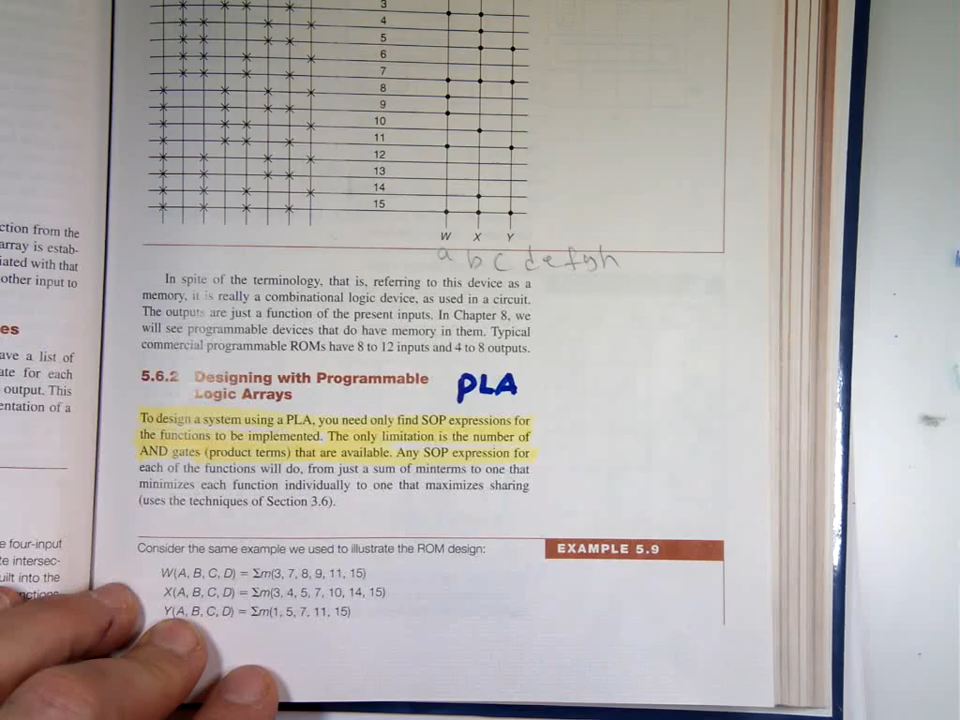 3
4
5
6
7
8
9
10
11
12
13
14
15
W X Y
a b c d e f g h
ction from the
array is estab-
iated with that
other input to
In spite of the terminology, that is, referring to this device as a
memory, it is really a combinational logic device, as used in a circuit.
The outputs are just a function of the present inputs. In Chapter 8, we
will see programmable devices that do have memory in them. Typical
commercial programmable ROMs have 8 to 12 inputs and 4 to 8 outputs.
es
ave a list of
ate for each
output. This
entation of a
5.6.2 Designing with Programmable
Logic Arrays
PLA
To design a system using a PLA, you need only find SOP expressions for
the functions to be implemented. The only limitation is the number of
AND gates (product terms) that are available. Any SOP expression for
each of the functions will do, from just a sum of minterms to one that
minimizes each function individually to one that maximizes sharing
(uses the techniques of Section 3.6).
e four-input
te intersec-
uilt into the
Consider the same example we used to illustrate the ROM design:
EXAMPLE 5.9
W(A, B, C, D) = Σm(3, 7, 8, 9, 11, 15)
X(A, B, C, D) = Σm(3, 4, 5, 7, 10, 14, 15)
Y(A, B, C, D) = Σm(1, 5, 7, 11, 15)